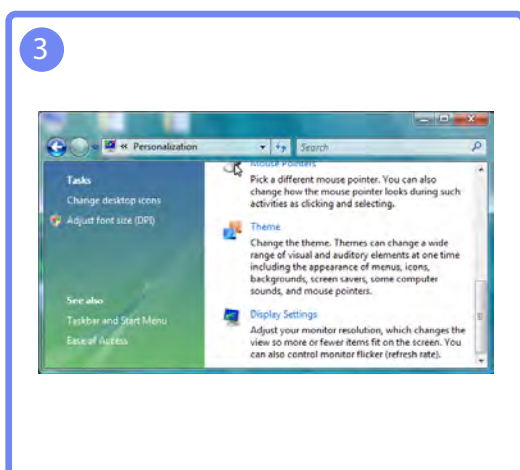 3
« Personalization
Search
Tasks
Change desktop icons
Adjust font size (DPI)
See also
Taskbar and Start Menu
Ease of Access
Mouse Pointers
Pick a different mouse pointer. You can also
change how the mouse pointer looks during such
activities as clicking and selecting.
Theme
Change the theme. Themes can change a wide
range of visual and auditory elements at one time
including the appearance of menus, icons,
backgrounds, screen savers, some computer
sounds, and mouse pointers.
Display Settings
Adjust your monitor resolution, which changes the
view so more or fewer items fit on the screen. You
can also control monitor flicker (refresh rate).